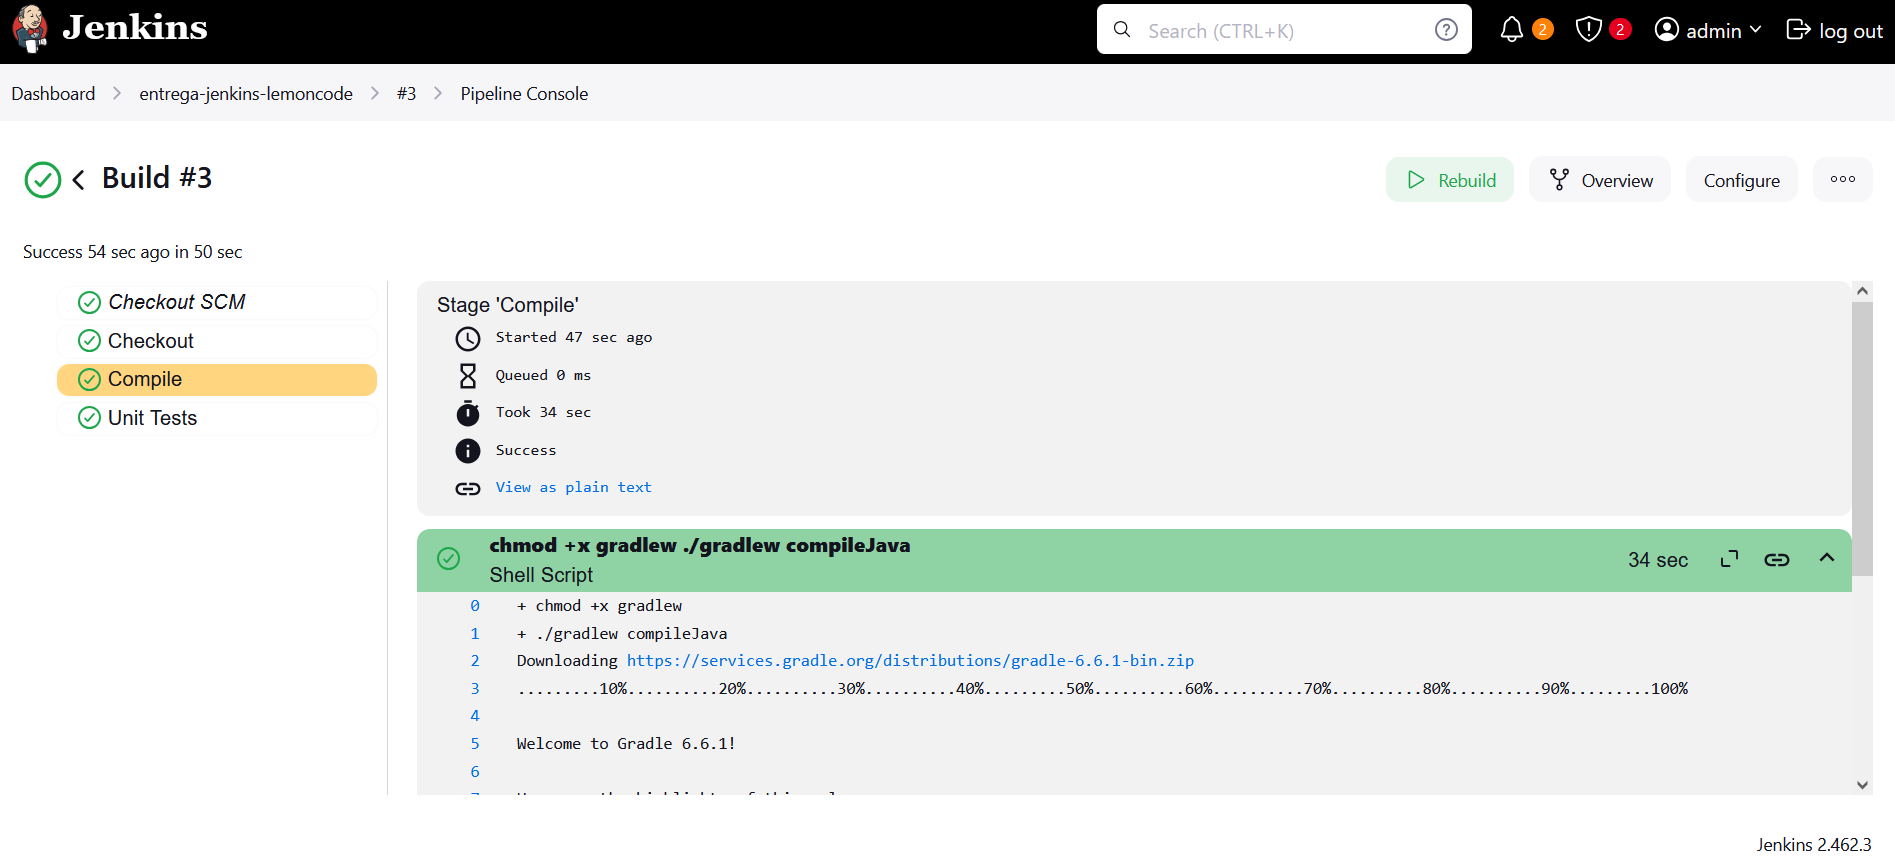 Jenkins
Search (CTRL+K)
2
2
admin
log out
Dashboard
entrega-jenkins-lemoncode
#3
Pipeline Console
Build #3
Rebuild
Overview
Configure
Success 54 sec ago in 50 sec
Checkout SCM
Checkout
Compile
Unit Tests
Stage 'Compile'
Started 47 sec ago
Queued 0 ms
Took 34 sec
Success
View as plain text
chmod +x gradlew ./gradlew compileJava
Shell Script
34 sec
0 + chmod +x gradlew
1 + ./gradlew compileJava
2 Downloading https://services.gradle.org/distributions/gradle-6.6.1-bin.zip
3 .........10%..........20%..........30%..........40%.........50%..........60%..........70%..........80%..........90%.........100%
4
5 Welcome to Gradle 6.6.1!
6
Jenkins 2.462.3